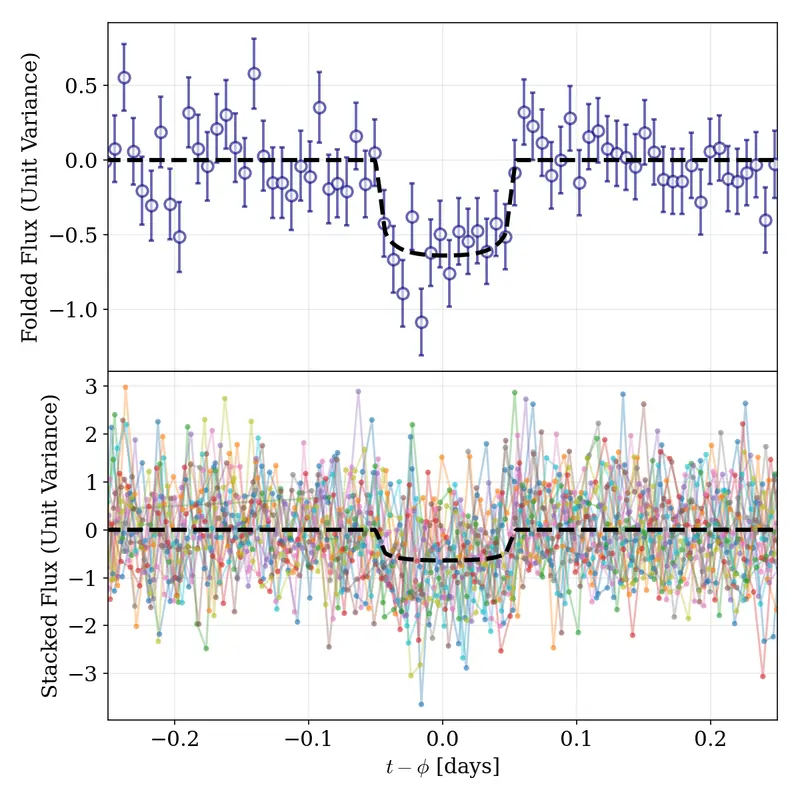 Folded Flux (Unit Variance)
0.5
0.0
−0.5
−1.0
Stacked Flux (Unit Variance)
3
2
1
0
−1
−2
−3
−0.2 −0.1 0.0 0.1 0.2
t − ϕ [days]